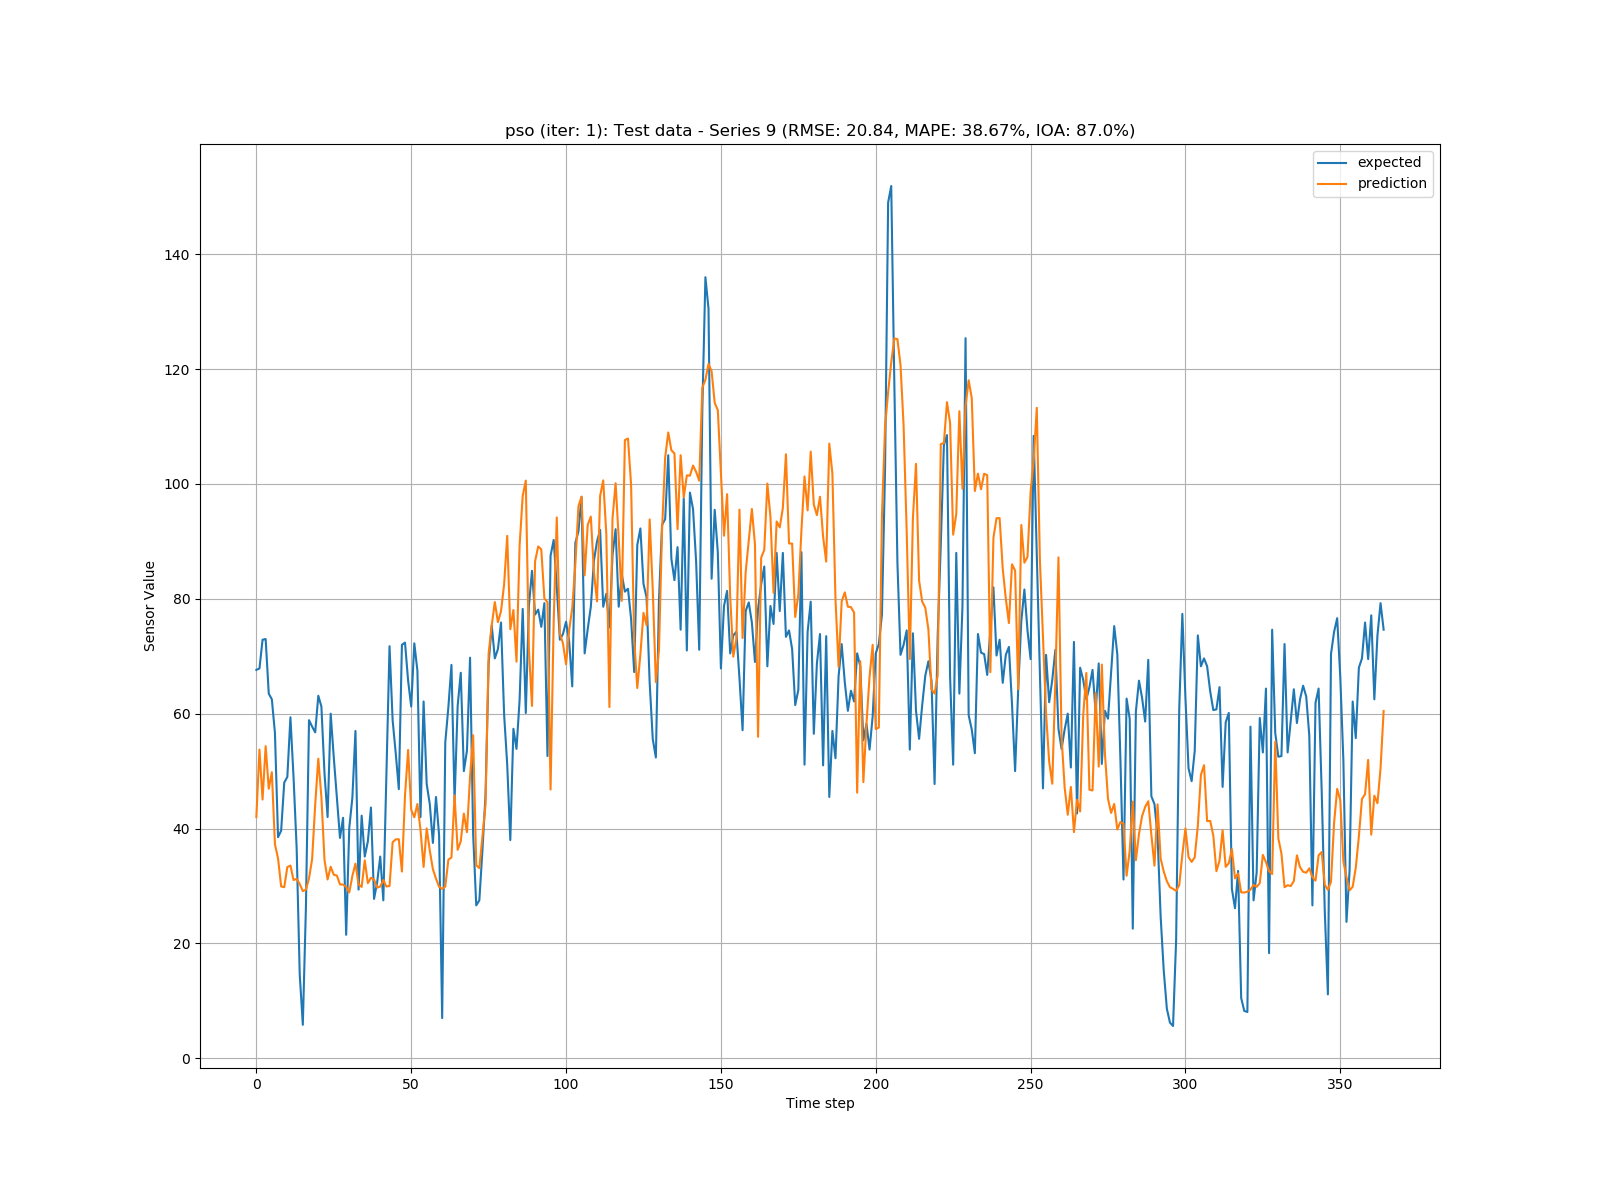 pso (iter: 1): Test data - Series 9 (RMSE: 20.84, MAPE: 38.67%, IOA: 87.0%)
expected
prediction
140
120
100
80
60
40
20
0
Sensor Value
0 50 100 150 200 250 300 350
Time step